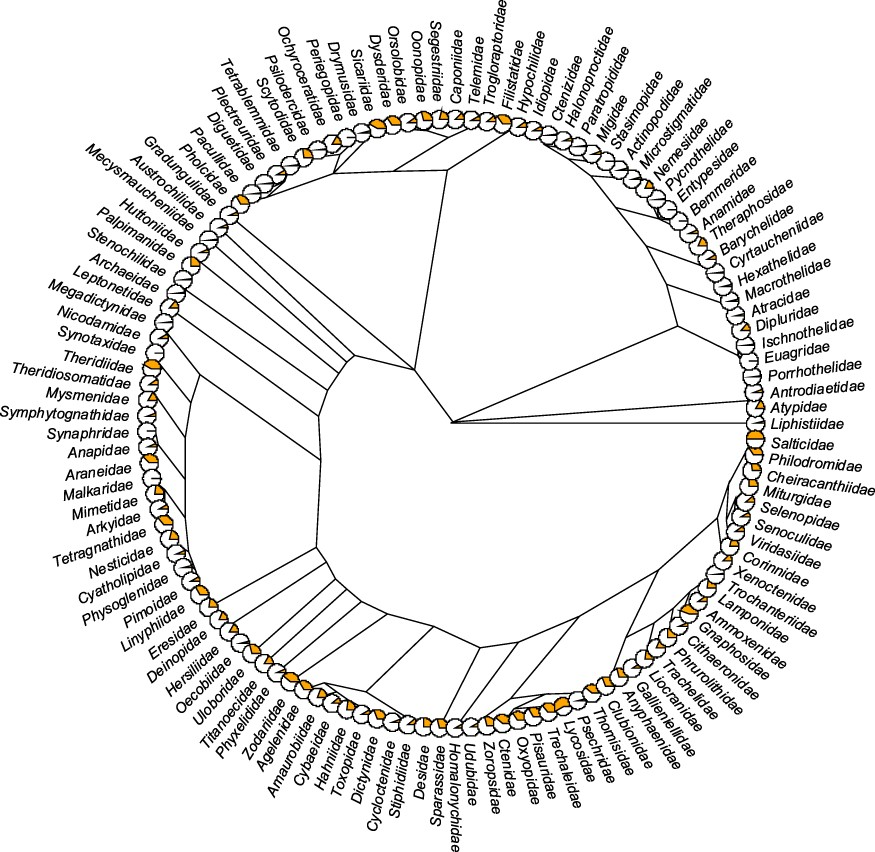 Liphistiidae
Atypidae
Antrodiaetidae
Porrhothelidae
Euagridae
Ischnothelidae
Dipluridae
Atracidae
Macrothelidae
Hexathelidae
Cyrtaucheniidae
Barychelidae
Theraphosidae
Anamidae
Bemmeridae
Entypesidae
Pycnothelidae
Nemesiidae
Microstigmatidae
Actinopodidae
Stasimopidae
Migidae
Paratropididae
Halonoproctidae
Ctenizidae
Idiopidae
Hypochilidae
Filistatidae
Trogloraptoridae
Telemidae
Caponiidae
Segestriidae
Oonopidae
Orsolobidae
Dysderidae
Sicariidae
Drymusidae
Periegopidae
Ochyroceratidae
Psilodercidae
Scytodidae
Tetrablemmidae
Plectreuridae
Diguetidae
Pacullidae
Pholcidae
Gradungulidae
Austrochilidae
Mecysmaucheniidae
Huttoniidae
Palpimanidae
Stenochilidae
Archaeidae
Leptonetidae
Megadictynidae
Nicodamidae
Synotaxidae
Theridiidae
Theridiosomatidae
Mysmenidae
Symphytognathidae
Synaphridae
Anapidae
Araneidae
Malkaridae
Mimetidae
Arkyidae
Tetragnathidae
Nesticidae
Cyatholipidae
Physoglenidae
Pimoidae
Linyphiidae
Eresidae
Deinopidae
Hersiliidae
Oecobiidae
Uloboridae
Titanoecidae
Phyxelididae
Zodariidae
Agelenidae
Amaurobiidae
Cybaeidae
Hahniidae
Toxopidae
Dictynidae
Cycloctenidae
Stiphidiidae
Desidae
Sparassidae
Homalonychidae
Udubidae
Zoropsidae
Ctenidae
Oxyopidae
Pisauridae
Trechaleidae
Lycosidae
Psechridae
Thomisidae
Clubionidae
Anyphaenidae
Gallieniellidae
Liocranidae
Trachelidae
Phrurolithidae
Cithaeronidae
Gnaphosidae
Ammoxenidae
Lamponidae
Trochanteriidae
Xenoctenidae
Corinnidae
Viridasiidae
Senoculidae
Selenopidae
Miturgidae
Cheiracanthiidae
Philodromidae
Salticidae